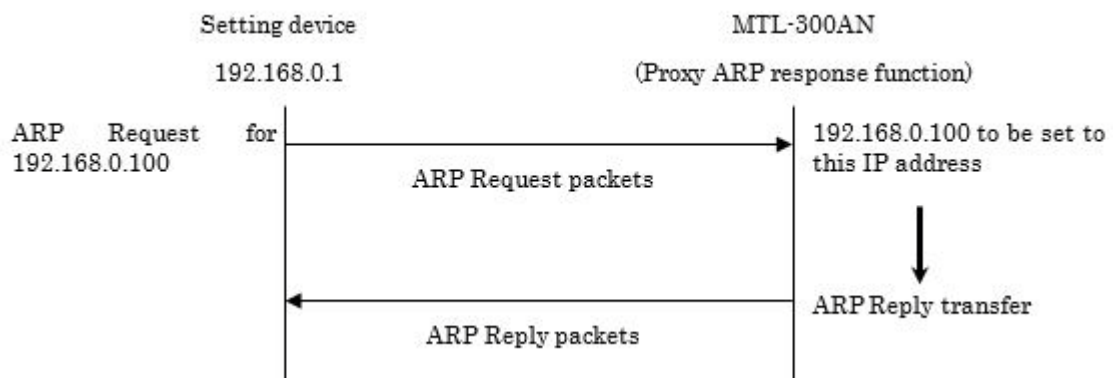 Setting device
MTL-300AN
192.168.0.1
(Proxy ARP response function)
ARP Request for
192.168.0.100
192.168.0.100 to be set to
this IP address
ARP Request packets
ARP Reply transfer
ARP Reply packets